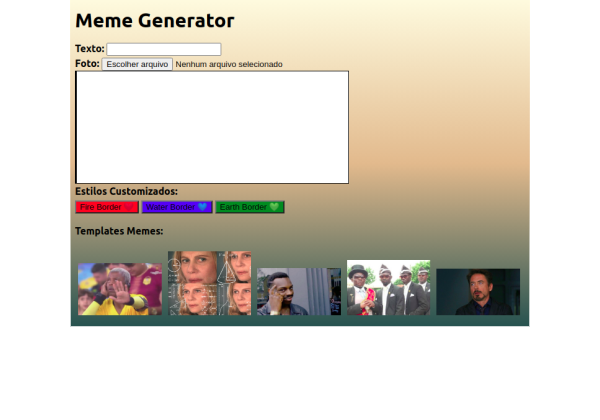 Meme Generator
Texto:
Foto: Escolher arquivo Nenhum arquivo selecionado
Estilos Customizados:
Fire Border Water Border 💙 Earth Border 💚
Templates Memes: